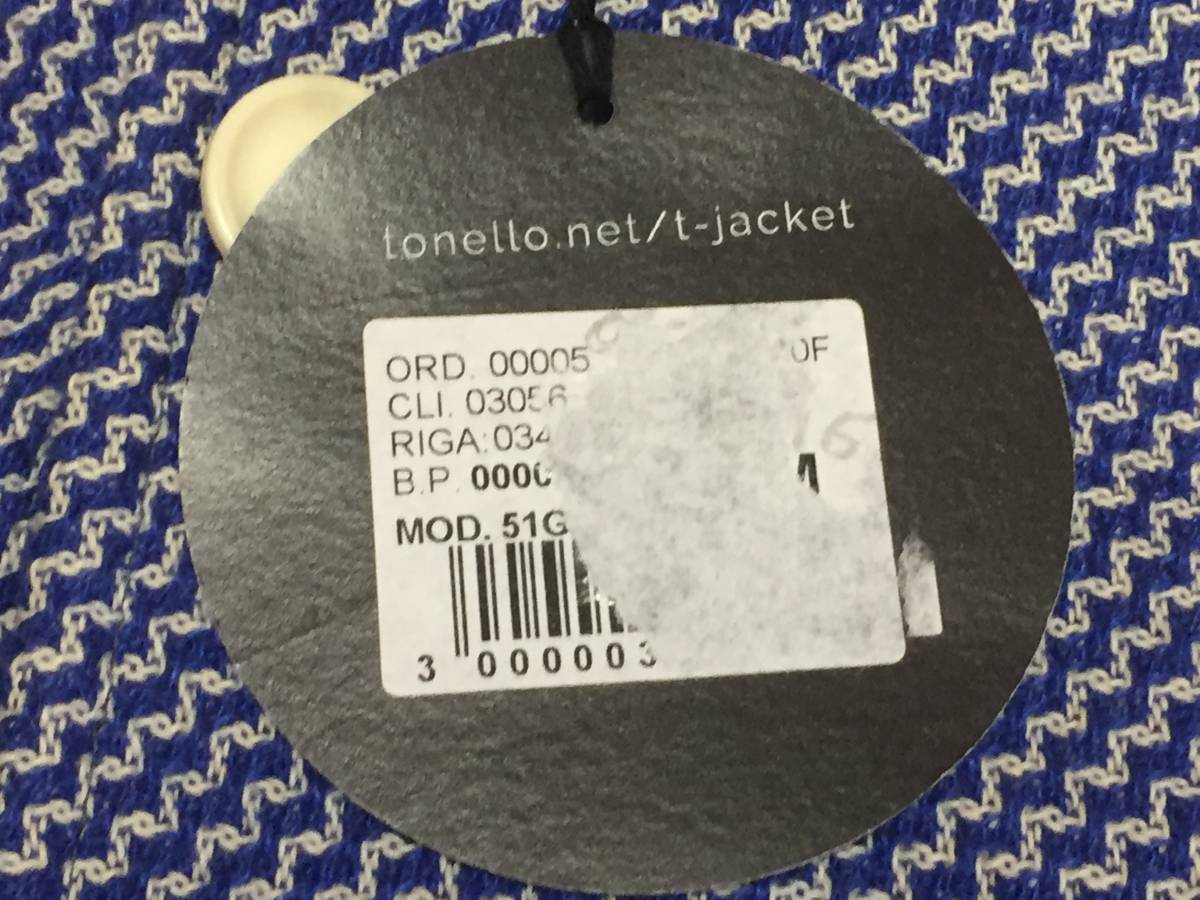 tonello.net/t-jacket
ORD. 00005
CLI. 03056
RIGA:034
B.P. 000
MOD. 51G
3 000003